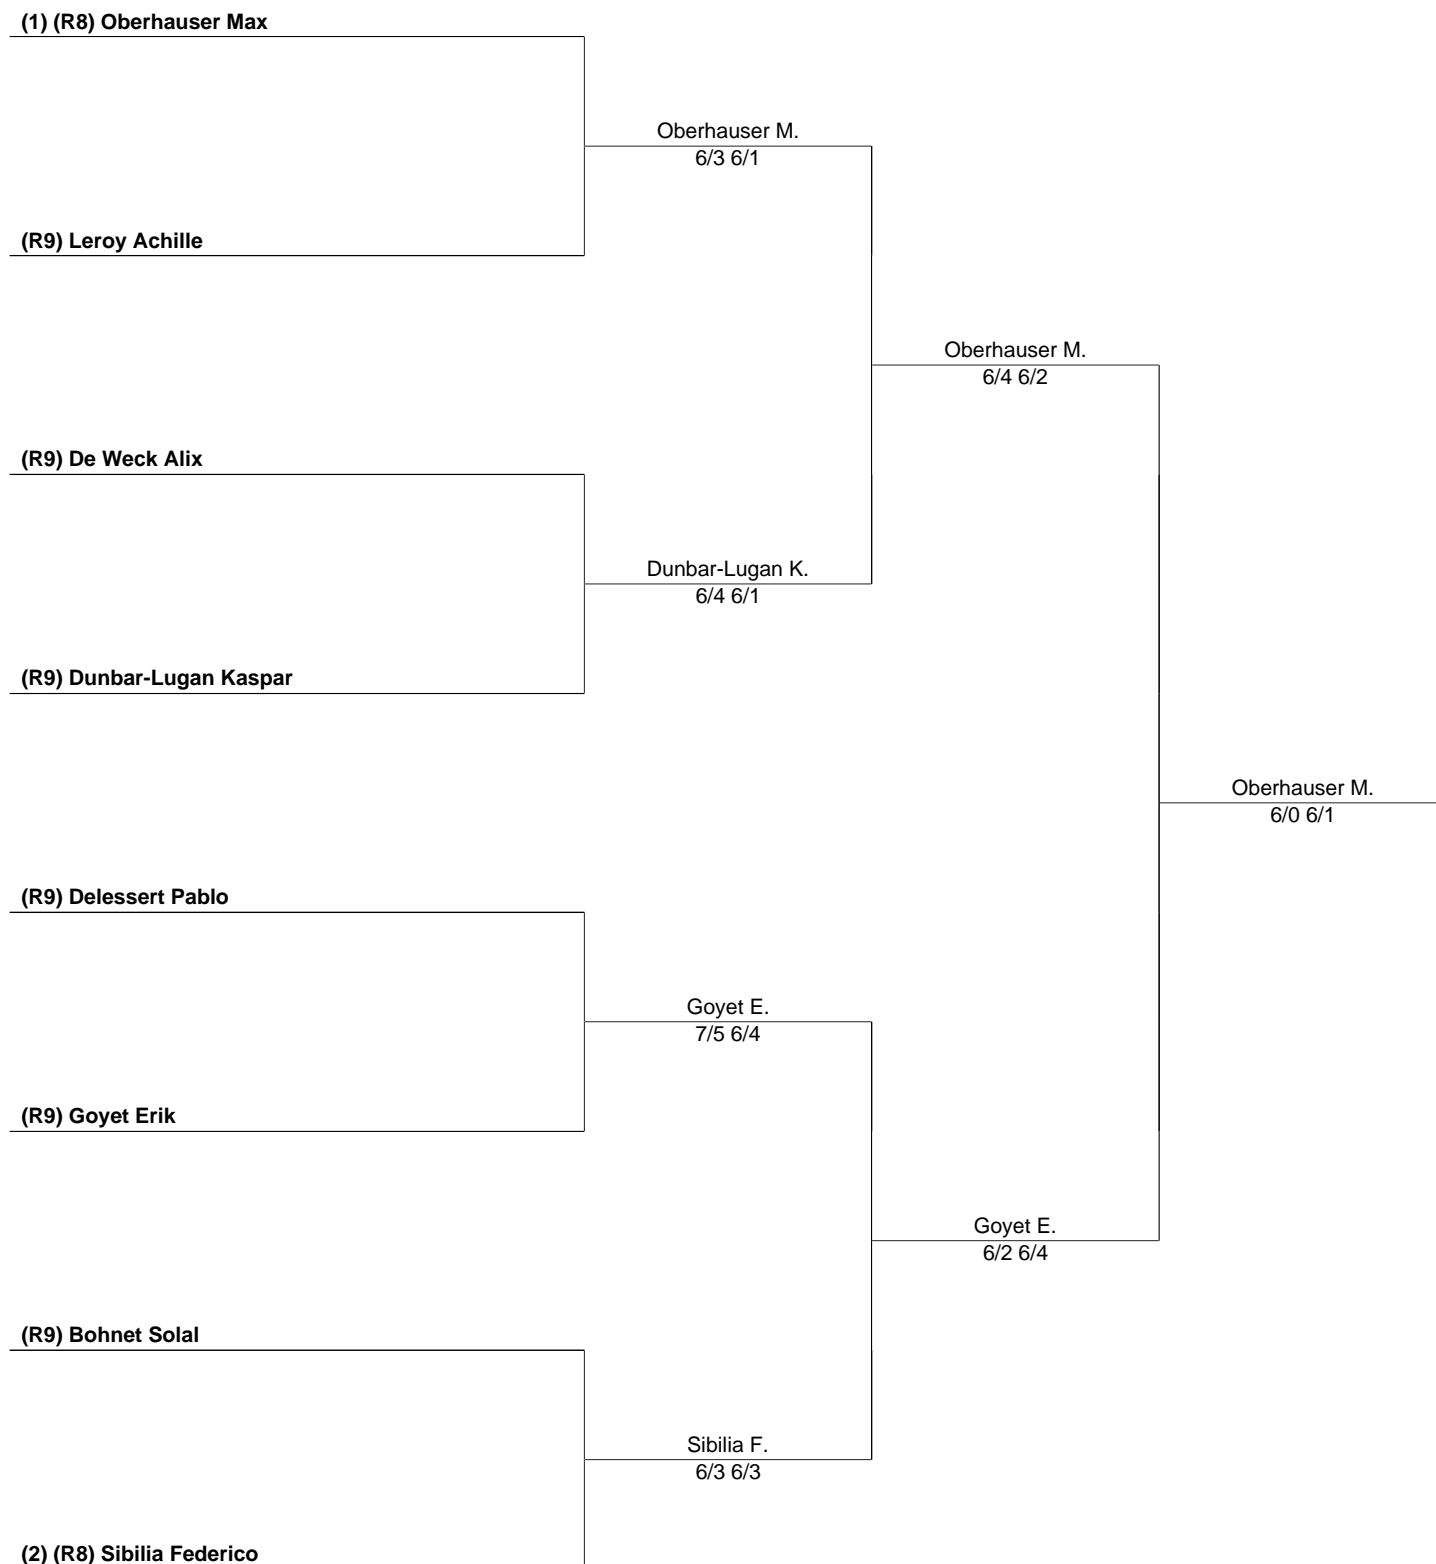 (1) (R8) Oberhauser Max
Oberhauser M.
6/3 6/1
(R9) Leroy Achille
Oberhauser M.
6/4 6/2
(R9) De Weck Alix
Dunbar-Lugan K.
6/4 6/1
(R9) Dunbar-Lugan Kaspar
Oberhauser M.
6/0 6/1
(R9) Delessert Pablo
Goyet E.
7/5 6/4
(R9) Goyet Erik
Goyet E.
6/2 6/4
(R9) Bohnet Solal
Sibilia F.
6/3 6/3
(2) (R8) Sibilia Federico